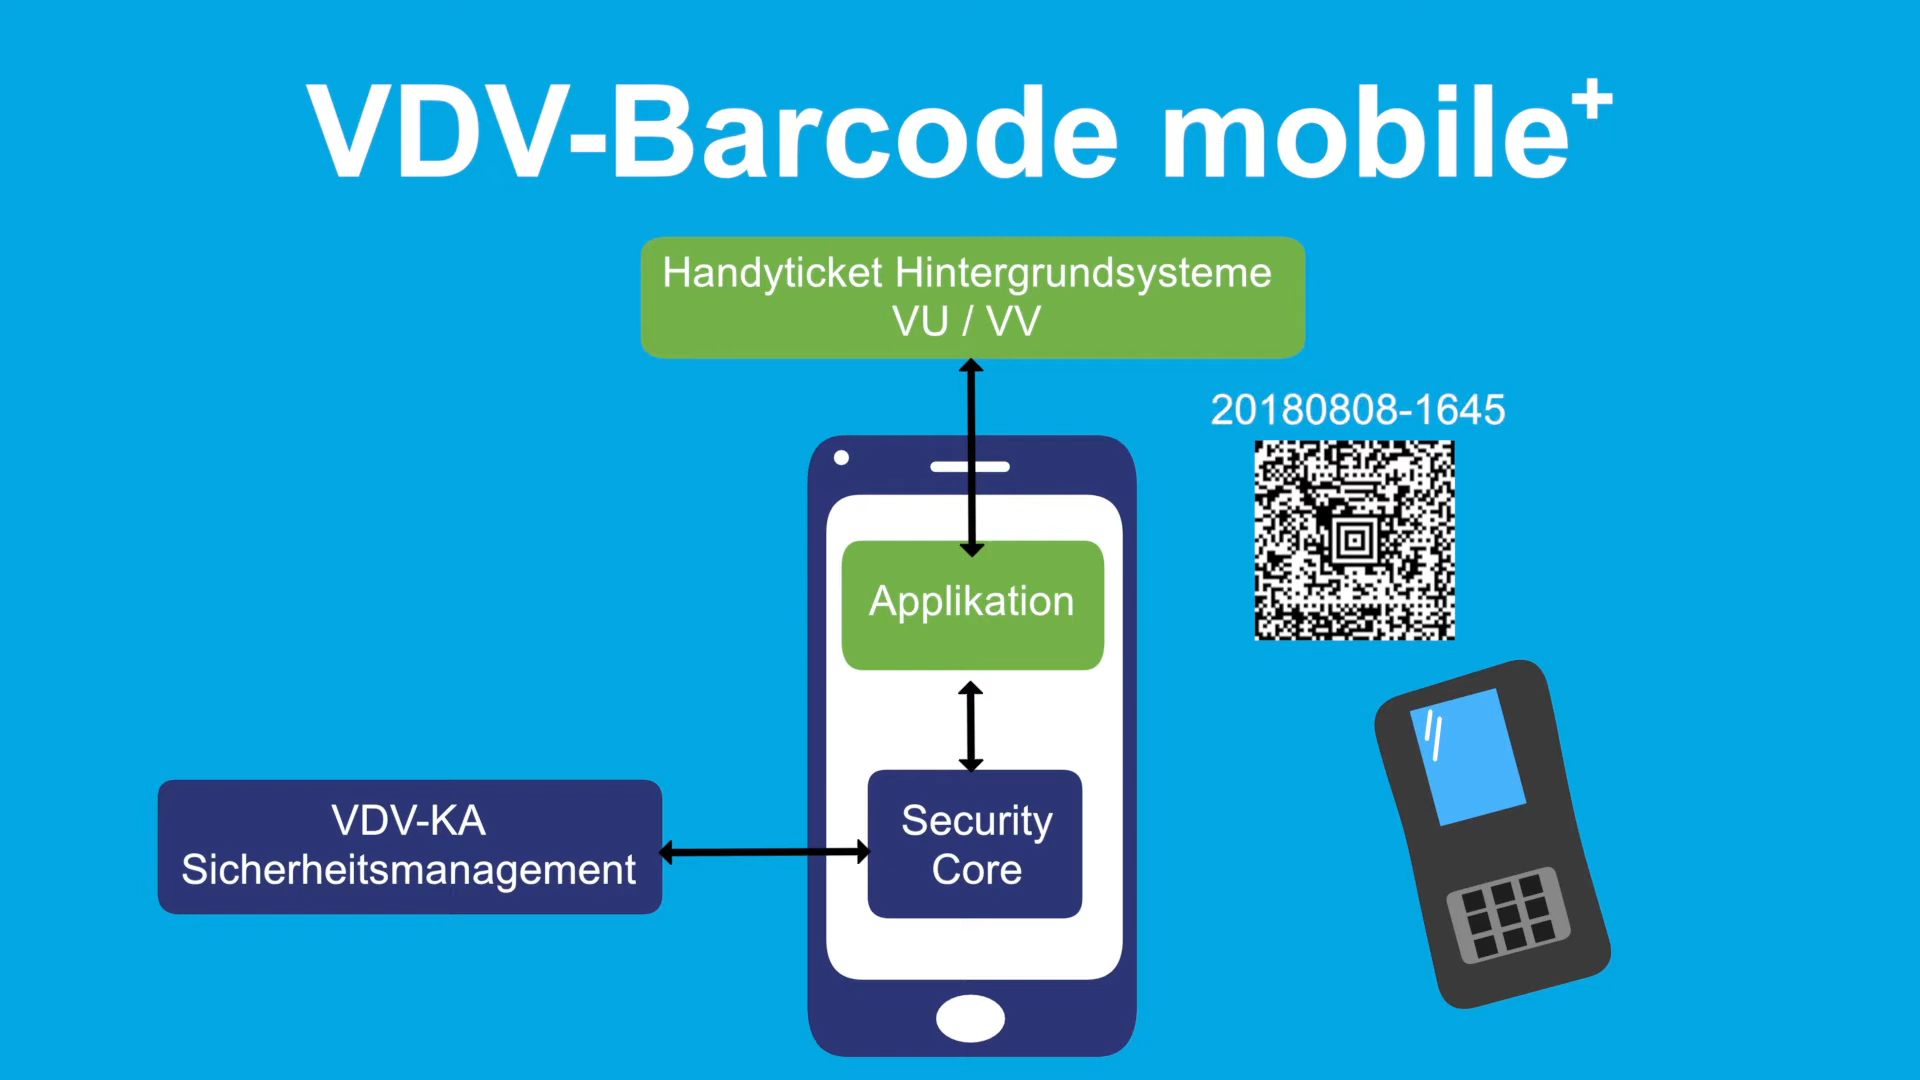 VDV-Barcode mobile⁺
Handyticket Hintergrundsysteme
VU / VV
20180808-1645
Applikation
Security
Core
VDV-KA
Sicherheitsmanagement